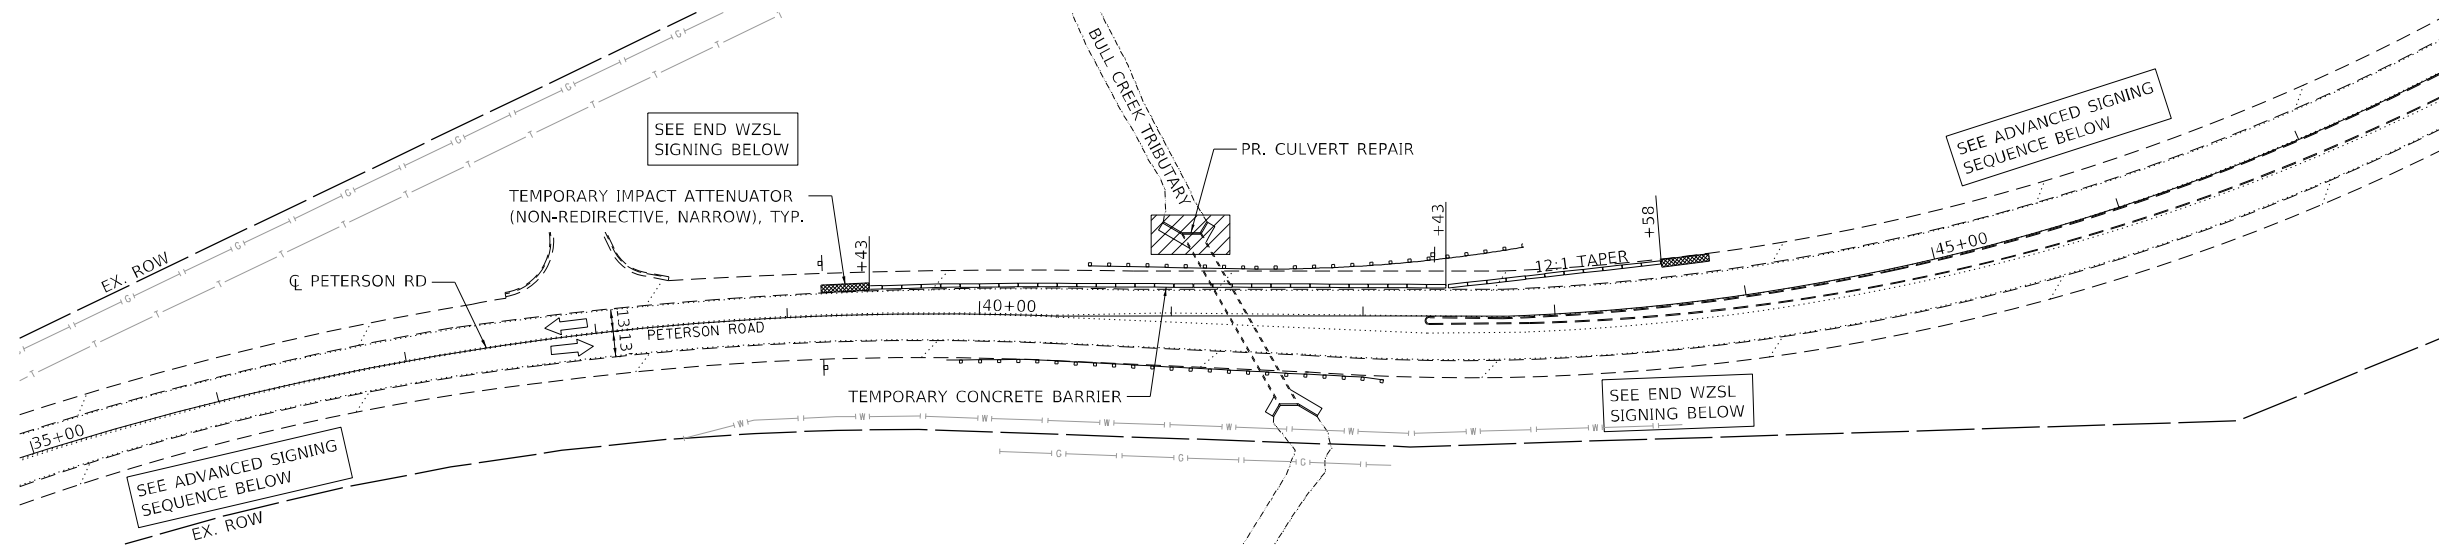 BULL CREEK TRIBUTARY
SEE END WZSL
SIGNING BELOW
PR. CULVERT REPAIR
SEE ADVANCED SIGNING
SEQUENCE BELOW
TEMPORARY IMPACT ATTENUATOR
(NON-REDIRECTIVE, NARROW), TYP.
+43
+43
+58
EX. ROW
℄ PETERSON RD
12:1 TAPER
45+00
40+00
13'
13'
PETERSON ROAD
TEMPORARY CONCRETE BARRIER
SEE END WZSL
SIGNING BELOW
35+00
SEE ADVANCED SIGNING
SEQUENCE BELOW
EX. ROW
G
G
G
G
G
G
T
T
T
T
T
T
T
W
W
W
W
W
W
W
W
G
G
G